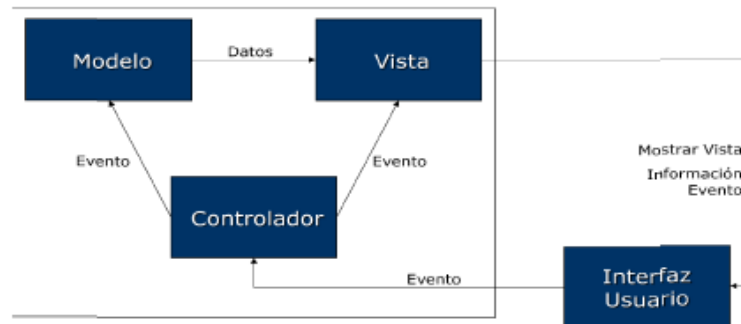 Modelo
Datos
Vista
Evento
Evento
Mostrar Vista
Información
Evento
Controlador
Evento
Interfaz
Usuario